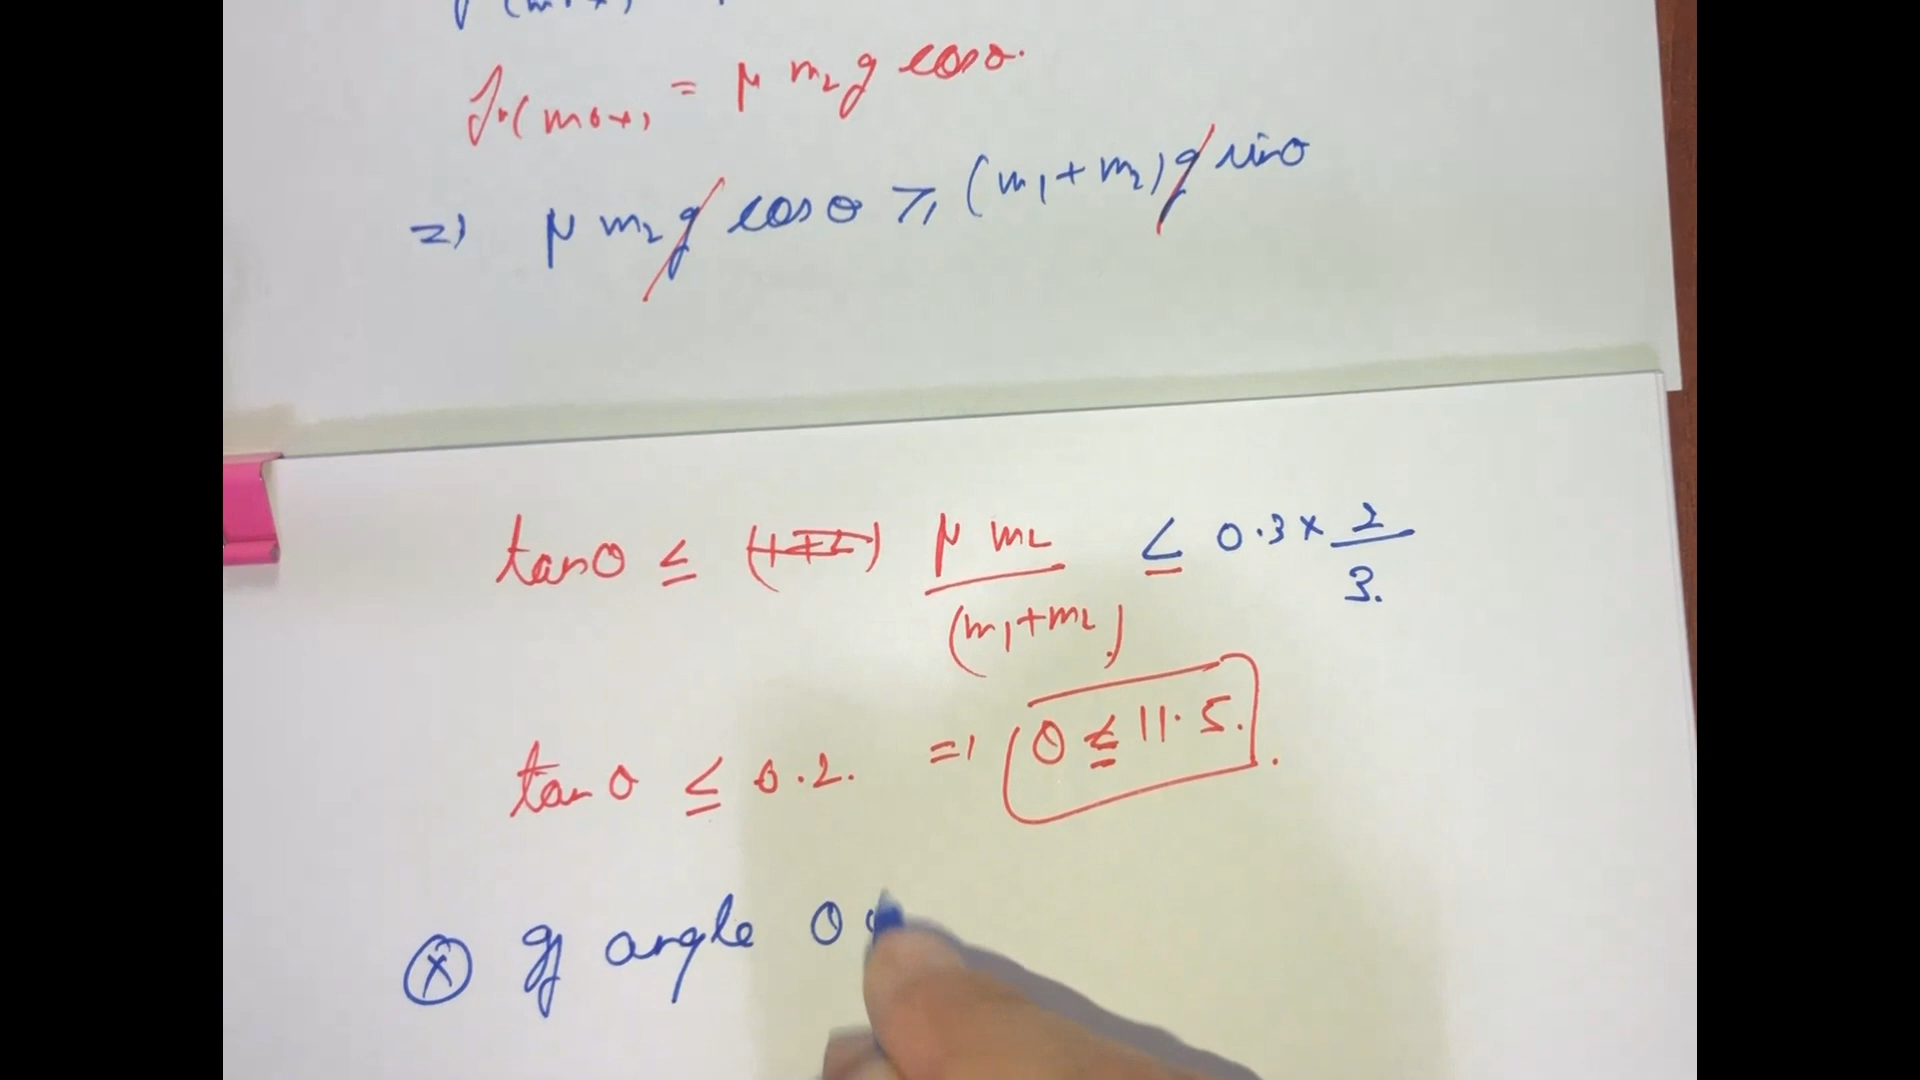 fr(max) = μ m₂g cosθ.
=) μ m₂g cosθ ⩾ (m₁+m₂)g sinθ
tanθ ≤ μ m₂ / (m₁+m₂) ≤ 0.3 × 2/3.
tanθ ≤ 0.2. =) θ ≤ 11.5.
ⓧ If angle θ